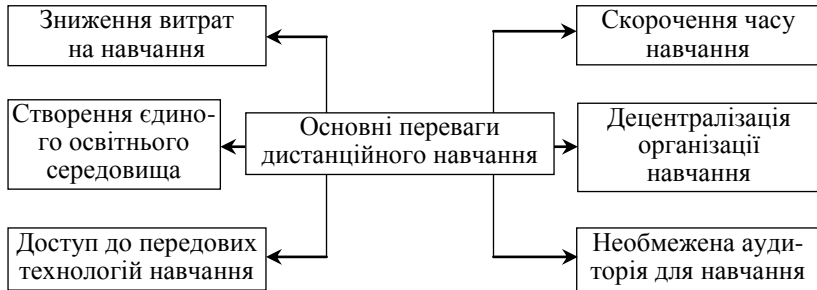 Зниження витрат
на навчання
Скорочення часу
навчання
Створення єдино-
го освітнього
середовища
Основні переваги
дистанційного навчання
Децентралізація
організації
навчання
Доступ до передових
технологій навчання
Необмежена ауди-
торія для навчання